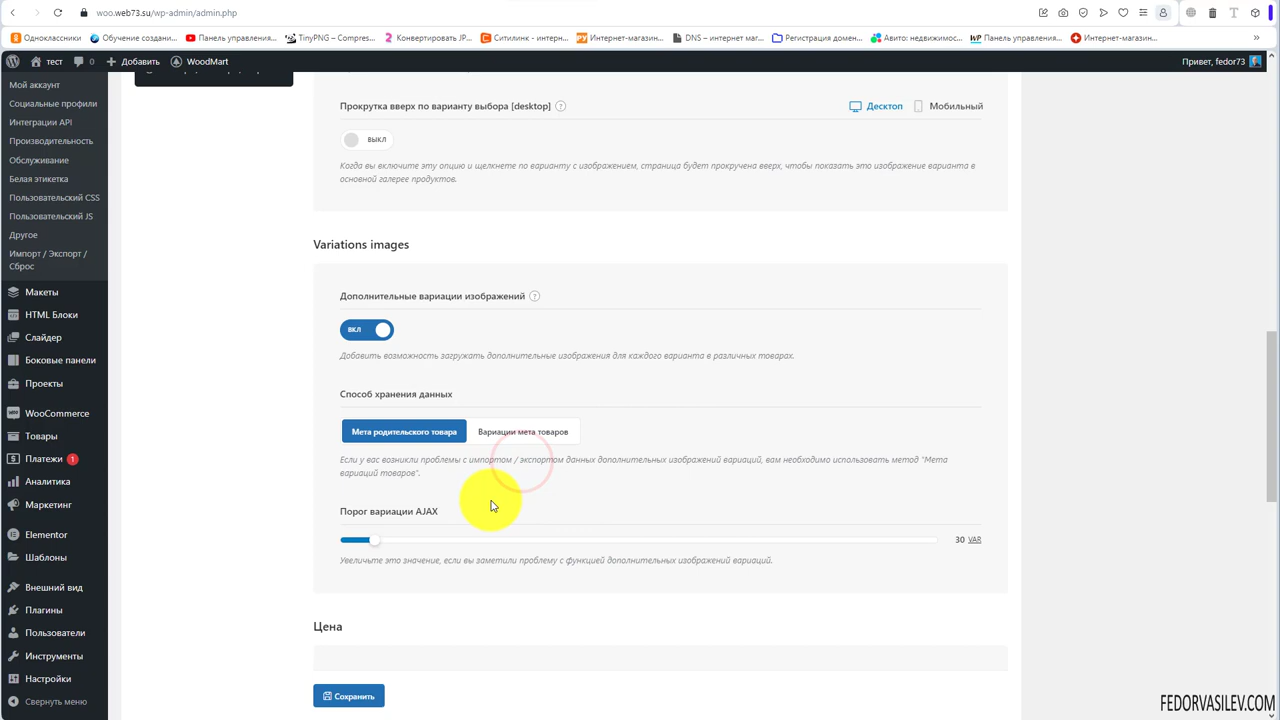 woo.web73.su/wp-admin/admin.php
Одноклассники
Обучение создани...
Панель управления...
TinyPNG – Compres...
Конвертировать JP...
Ситилинк - интерн...
Интернет-магазин...
DNS – интернет маг...
Регистрация домен...
Авито: недвижимос...
Панель управления...
Интернет-магазин...
тест
0
Добавить
WoodMart
Привет, fedor73
Мой аккаунт
Социальные профили
Интеграции API
Производительность
Обслуживание
Белая этикетка
Пользовательский CSS
Пользовательский JS
Другое
Импорт / Экспорт /
Сброс
Макеты
HTML Блоки
Слайдер
Боковые панели
Проекты
WooCommerce
Товары
Платежи 1
Аналитика
Маркетинг
Elementor
Шаблоны
Внешний вид
Плагины
Пользователи
Инструменты
Настройки
Свернуть меню
Прокрутка вверх по варианту выбора [desktop] ?
Десктоп
Мобильный
ВЫКЛ
Когда вы включите эту опцию и щелкнете по варианту с изображением, страница будет прокручена вверх, чтобы показать это изображение варианта в
основной галерее продуктов.
Variations images
Дополнительные вариации изображений ?
ВКЛ
Добавить возможность загружать дополнительные изображения для каждого варианта в различных товарах.
Способ хранения данных
Мета родительского товара
Вариации мета товаров
Если у вас возникли проблемы с импортом / экспортом данных дополнительных изображений вариаций, вам необходимо использовать метод "Мета
вариаций товаров".
Порог вариации AJAX
30 VAR
Увеличьте это значение, если вы заметили проблему с функцией дополнительных изображений вариаций.
Цена
Сохранить
FEDORVASILEV.COM